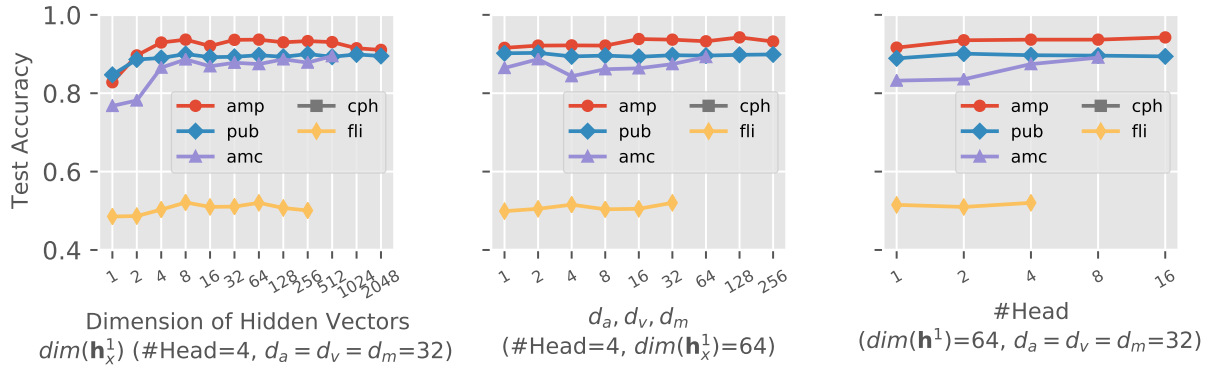 Test Accuracy
1.0
0.8
0.6
0.4
amp
pub
amc
cph
fli
1 2 4 8 16 32 64 128 256 512 1024 2048
Dimension of Hidden Vectors
dim(𝐡¹ₓ) (#Head=4, dₐ = dᵥ = dₘ=32)
amp
pub
amc
cph
fli
1 2 4 8 16 32 64 128 256
dₐ, dᵥ, dₘ
(#Head=4, dim(𝐡¹ₓ)=64)
amp
pub
amc
cph
fli
1 2 4 8 16
#Head
(dim(𝐡¹)=64, dₐ = dᵥ = dₘ=32)